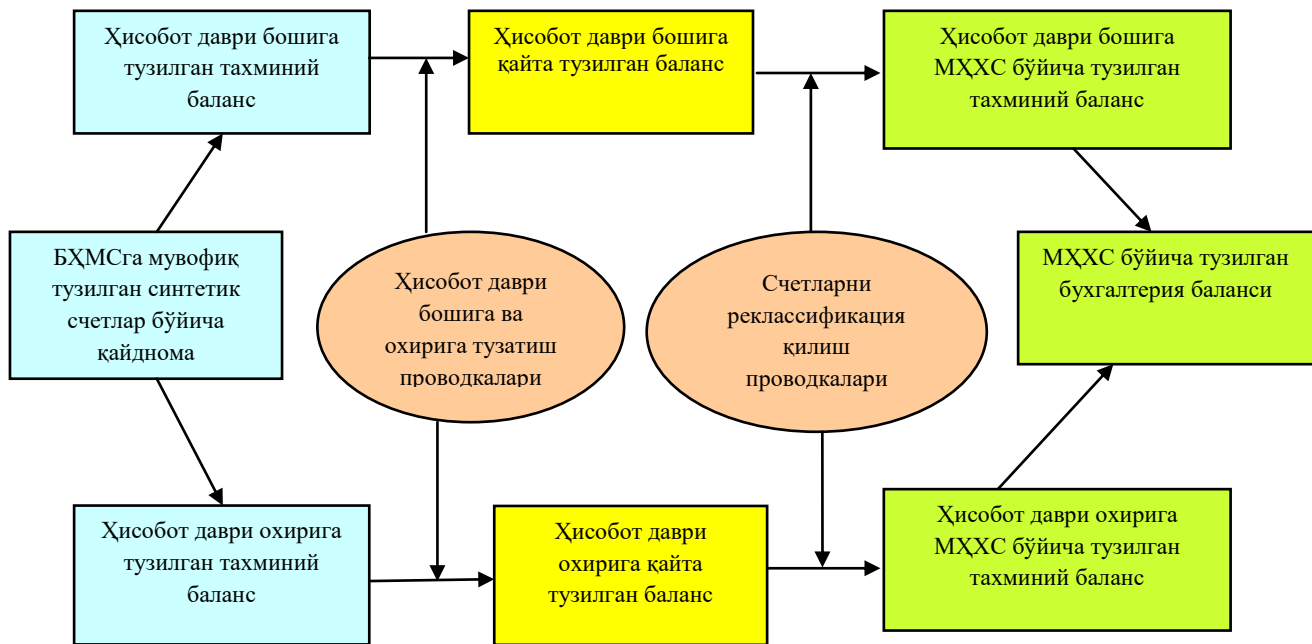 Ҳисобот даври бошига
тузилган тахминий
баланс
Ҳисобот даври бошига
қайта тузилган баланс
Ҳисобот даври бошига
МҲХС бўйича тузилган
тахминий баланс
БҲМСга мувофиқ
тузилган синтетик
счетлар бўйича
қайднома
Ҳисобот даври
бошига ва
охирига тузатиш
проводкалари
Счетларни
реклассификация
қилиш
проводкалари
МҲХС бўйича тузилган
бухгалтерия баланси
Ҳисобот даври охирига
тузилган тахминий
баланс
Ҳисобот даври
охирига қайта
тузилган баланс
Ҳисобот даври охирига
МҲХС бўйича тузилган
тахминий баланс